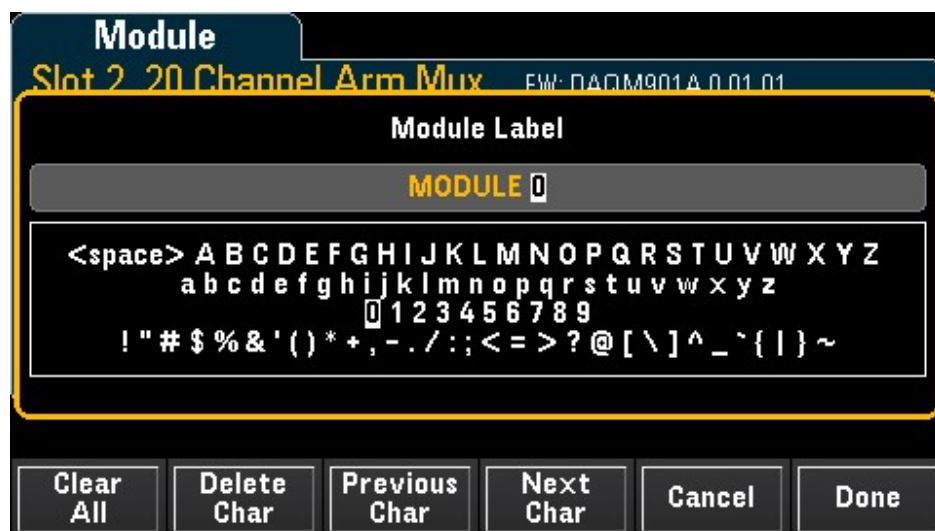 Module
Slot 2 20 Channel Arm Mux FW: DAQM901A 0.01.01
Module Label
MODULE 0
<space> A B C D E F G H I J K L M N O P Q R S T U V W X Y Z
a b c d e f g h i j k l m n o p q r s t u v w x y z
0 1 2 3 4 5 6 7 8 9
! " # $ % & ' ( ) * + , - . / : ; < = > ? @ [ \ ] ^ _ ` { | } ~
Clear All
Delete Char
Previous Char
Next Char
Cancel
Done